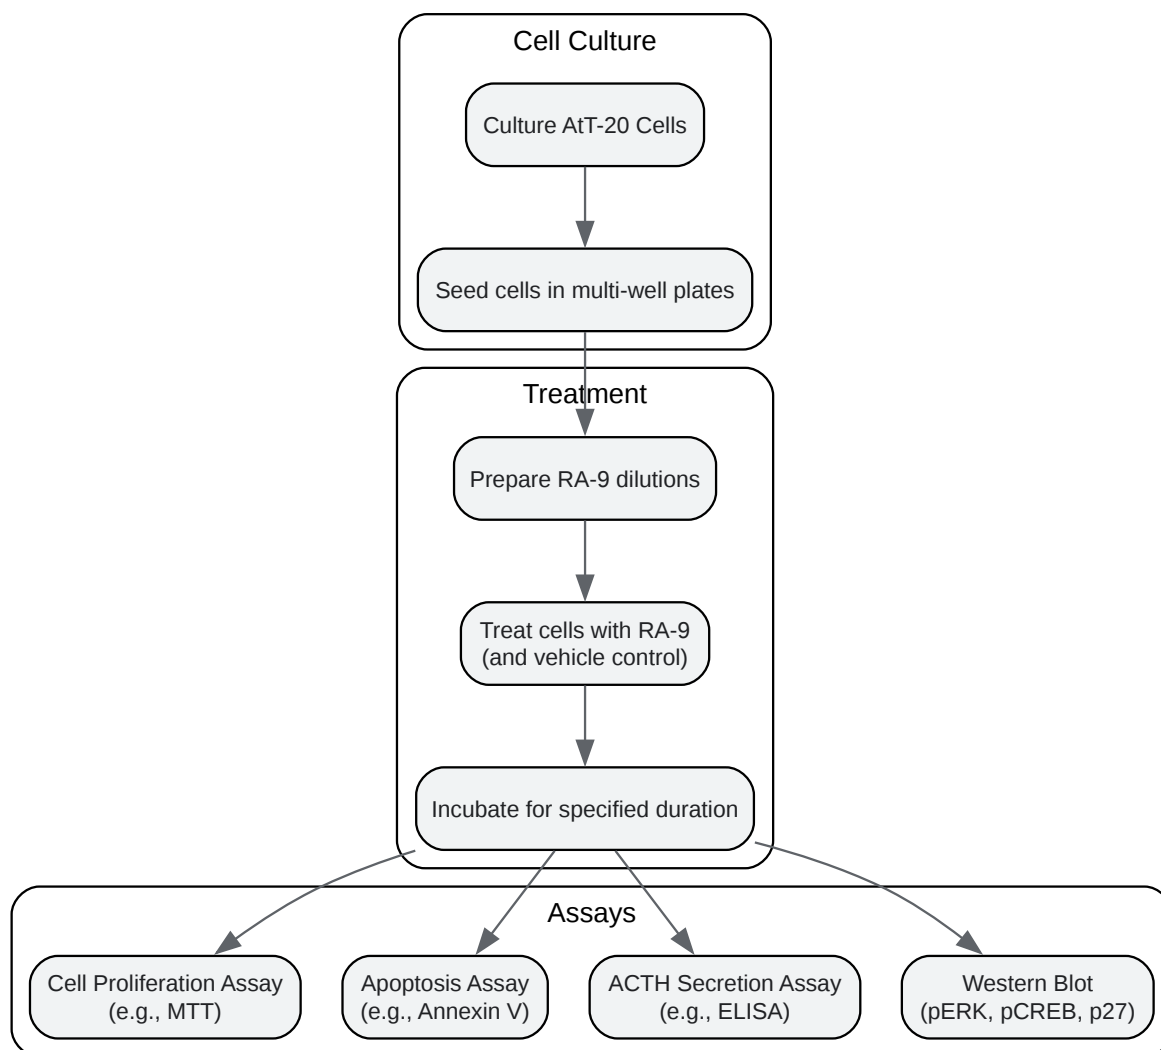 Cell Culture
Culture AtT-20 Cells
Seed cells in multi-well plates
Treatment
Prepare RA-9 dilutions
Treat cells with RA-9
(and vehicle control)
Incubate for specified duration
Assays
Cell Proliferation Assay
(e.g., MTT)
Apoptosis Assay
(e.g., Annexin V)
ACTH Secretion Assay
(e.g., ELISA)
Western Blot
(pERK, pCREB, p27)